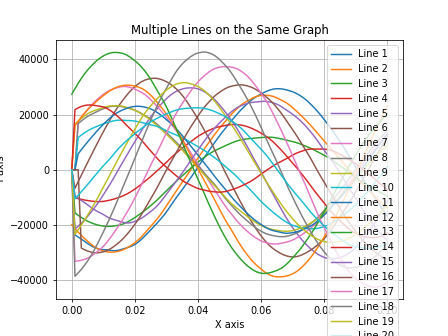 Multiple Lines on the Same Graph
40000
20000
0
−20000
−40000
0.00
0.02
0.04
0.06
X axis
Line 1
Line 2
Line 3
Line 4
Line 5
Line 6
Line 7
Line 8
Line 9
Line 10
Line 11
Line 12
Line 13
Line 14
Line 15
Line 16
Line 17
Line 18
Line 19
Line 20